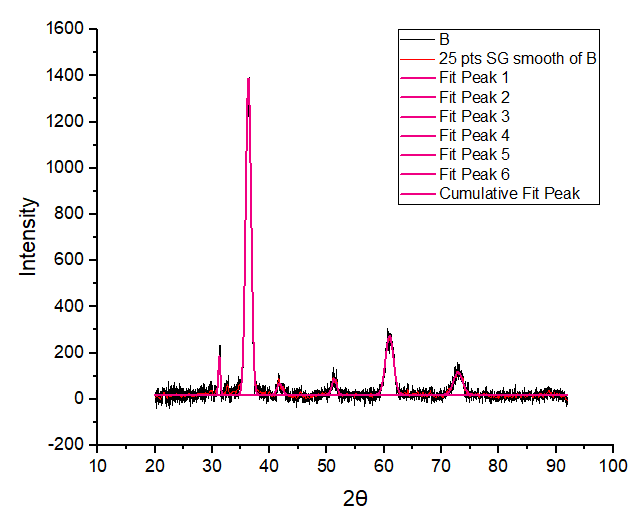 1600
1400
1200
1000
800
600
400
200
0
-200
Intensity
B
25 pts SG smooth of B
Fit Peak 1
Fit Peak 2
Fit Peak 3
Fit Peak 4
Fit Peak 5
Fit Peak 6
Cumulative Fit Peak
10 20 30 40 50 60 70 80 90 100
2θ